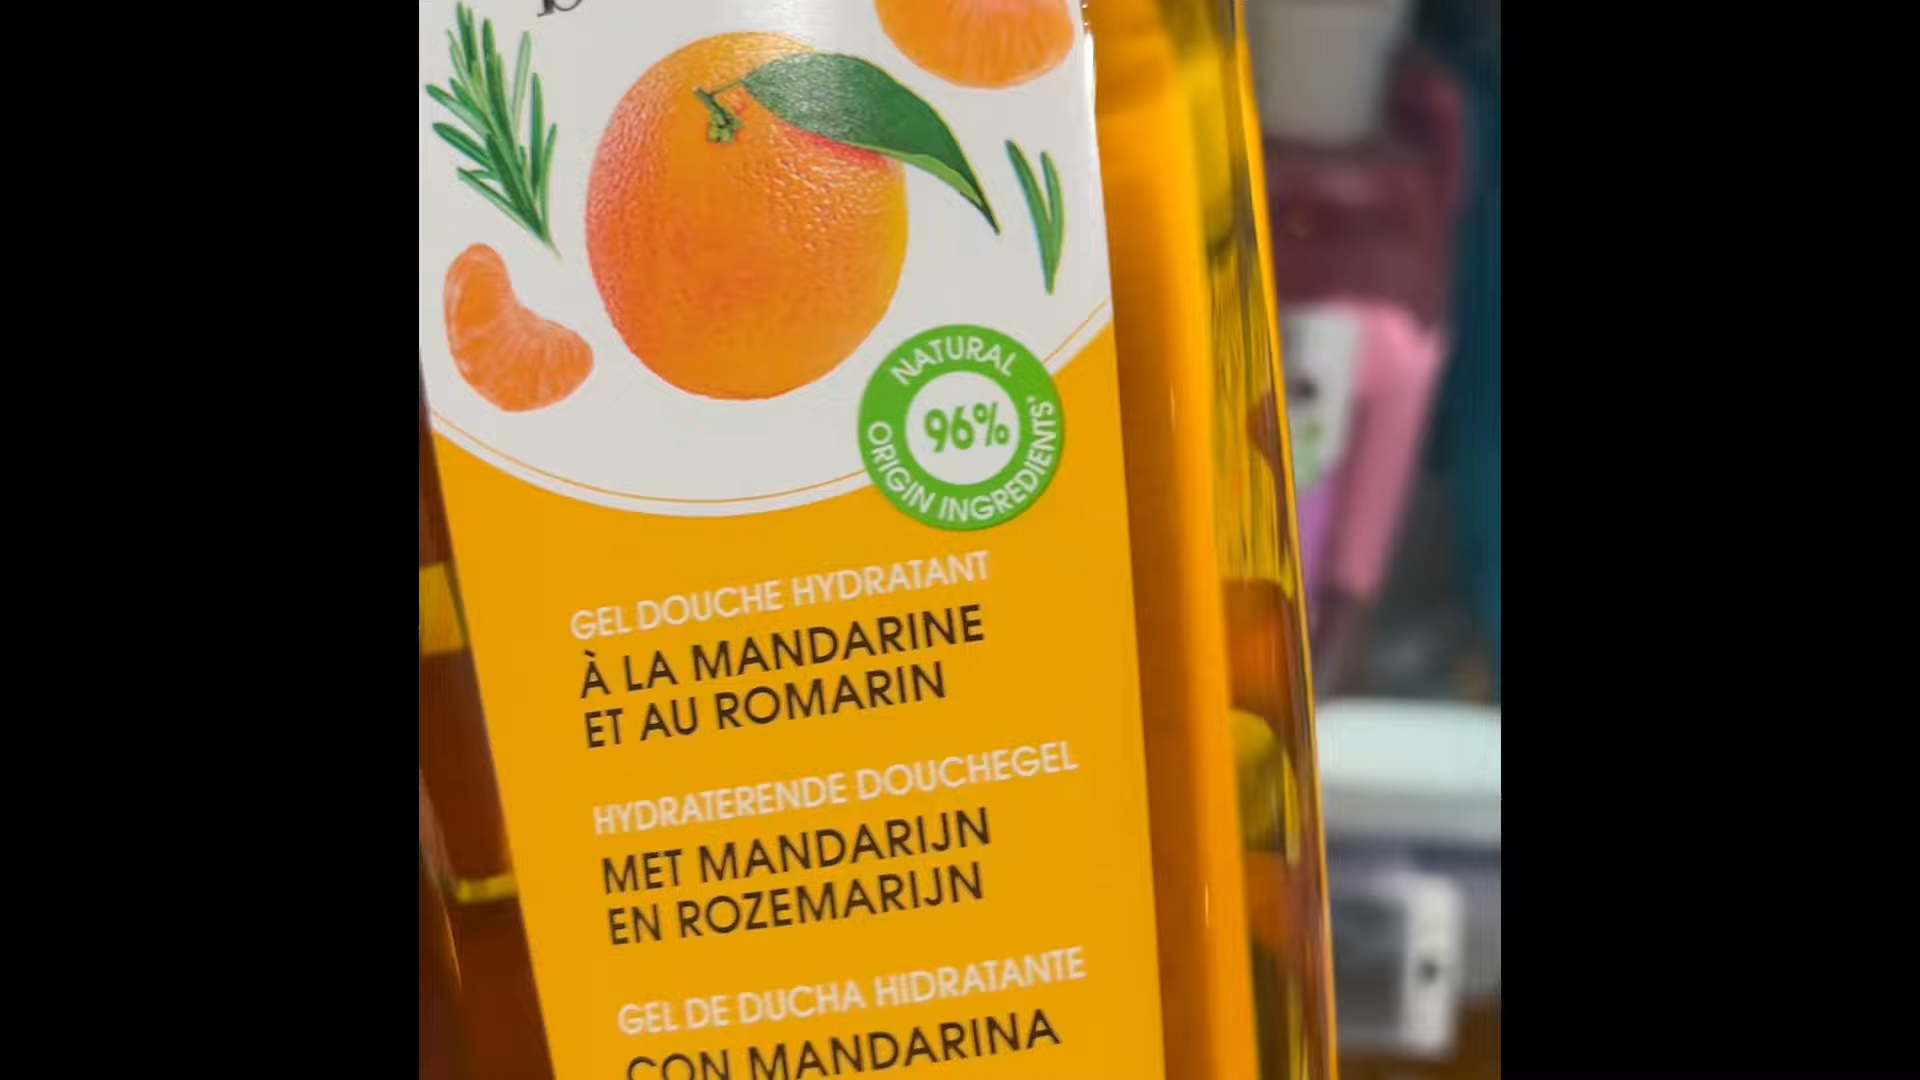 NATURAL
96%
ORIGIN INGREDIENTS*
GEL DOUCHE HYDRATANT
À LA MANDARINE
ET AU ROMARIN
HYDRATERENDE DOUCHEGEL
MET MANDARIJN
EN ROZEMARIJN
GEL DE DUCHA HIDRATANTE
CON MANDARINA